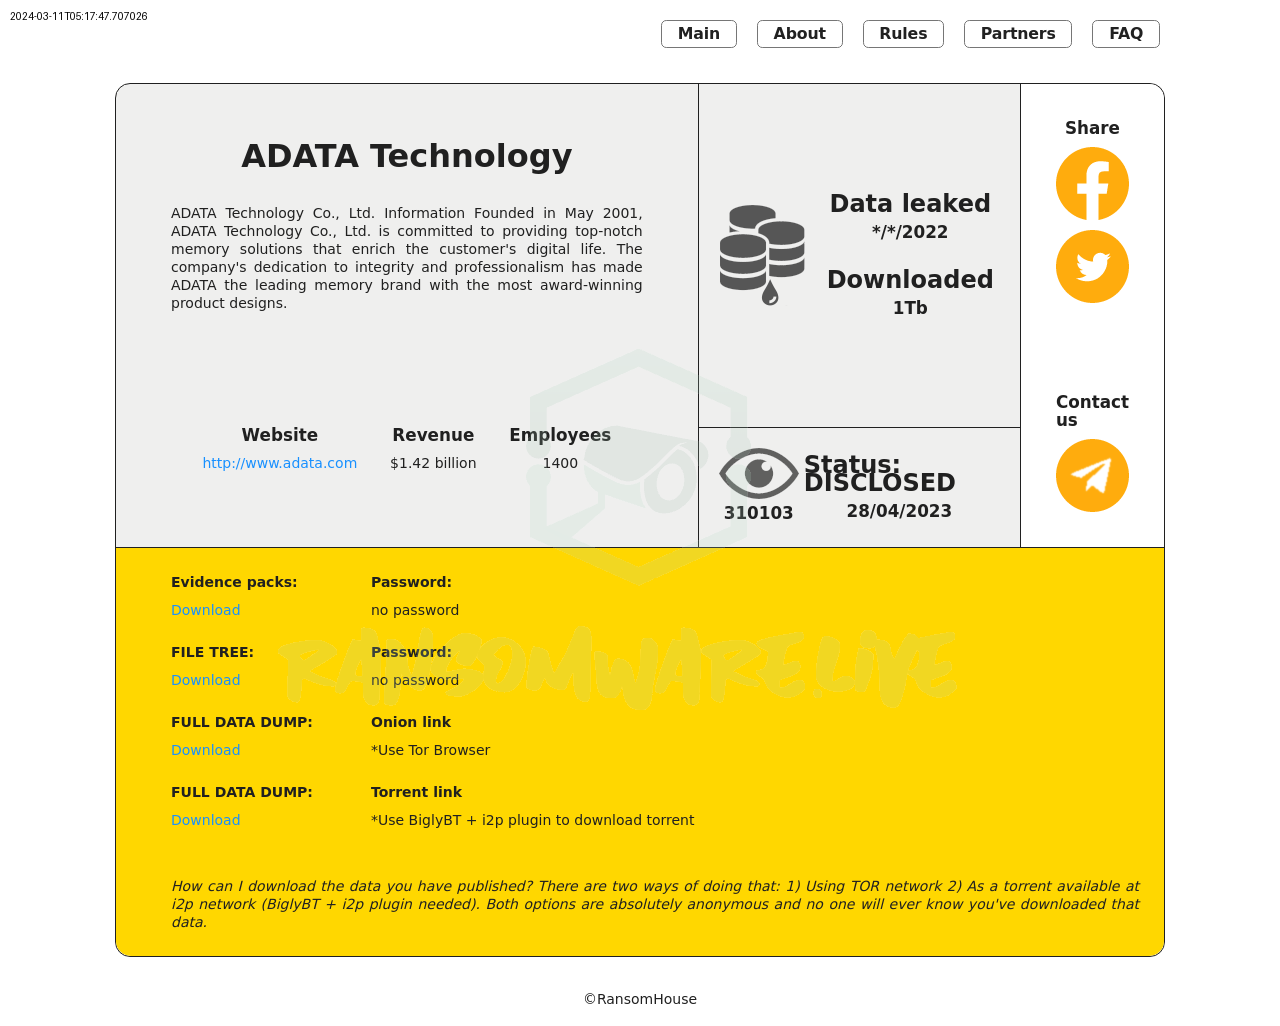 2024-03-11T05:17:47.707026
Main
About
Rules
Partners
FAQ
ADATA Technology
ADATA Technology Co., Ltd. Information Founded in May 2001,
ADATA Technology Co., Ltd. is committed to providing top-notch
memory solutions that enrich the customer's digital life. The
company's dedication to integrity and professionalism has made
ADATA the leading memory brand with the most award-winning
product designs.
Website
Revenue
Employees
http://www.adata.com
$1.42 billion
1400
Data leaked
*/*/2022
Downloaded
1Tb
Status:
DISCLOSED
310103
28/04/2023
Share
Contact
us
Evidence packs:
Password:
Download
no password
FILE TREE:
Password:
Download
no password
RANSOMWARE.LIVE
FULL DATA DUMP:
Onion link
Download
*Use Tor Browser
FULL DATA DUMP:
Torrent link
Download
*Use BiglyBT + i2p plugin to download torrent
How can I download the data you have published? There are two ways of doing that: 1) Using TOR network 2) As a torrent available at
i2p network (BiglyBT + i2p plugin needed). Both options are absolutely anonymous and no one will ever know you've downloaded that
data.
©RansomHouse